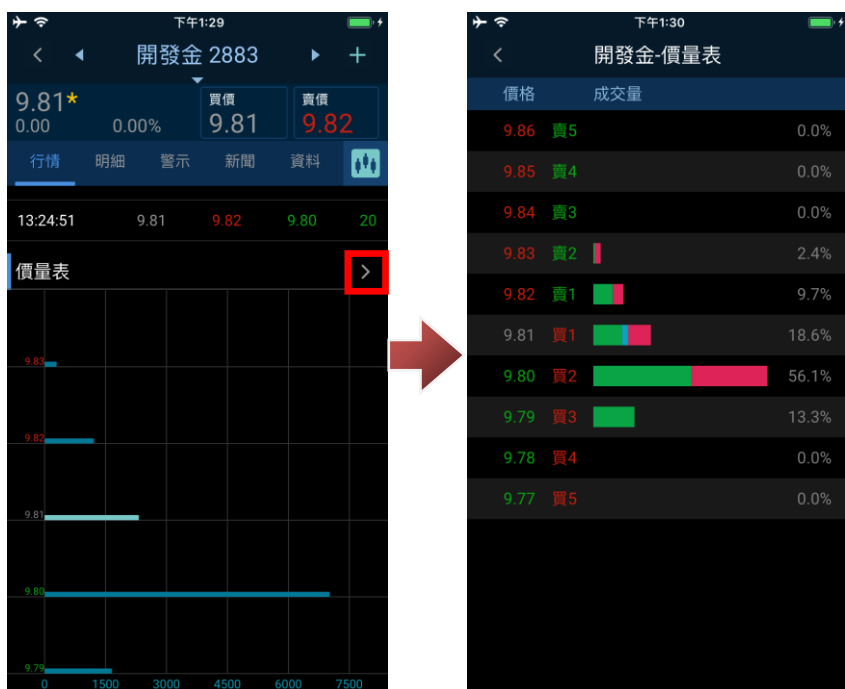 下午1:29
開發金 2883
9.81*
0.00 0.00%
買價
9.81
賣價
9.82
行情 明細 警示 新聞 資料
13:24:51 9.81 9.82 9.80 20
價量表
9.83
9.82
9.81
9.80
9.79
0 1500 3000 4500 6000 7500
下午1:30
開發金-價量表
價格 成交量
9.86 賣5 0.0%
9.85 賣4 0.0%
9.84 賣3 0.0%
9.83 賣2 2.4%
9.82 賣1 9.7%
9.81 買1 18.6%
9.80 買2 56.1%
9.79 買3 13.3%
9.78 買4 0.0%
9.77 買5 0.0%